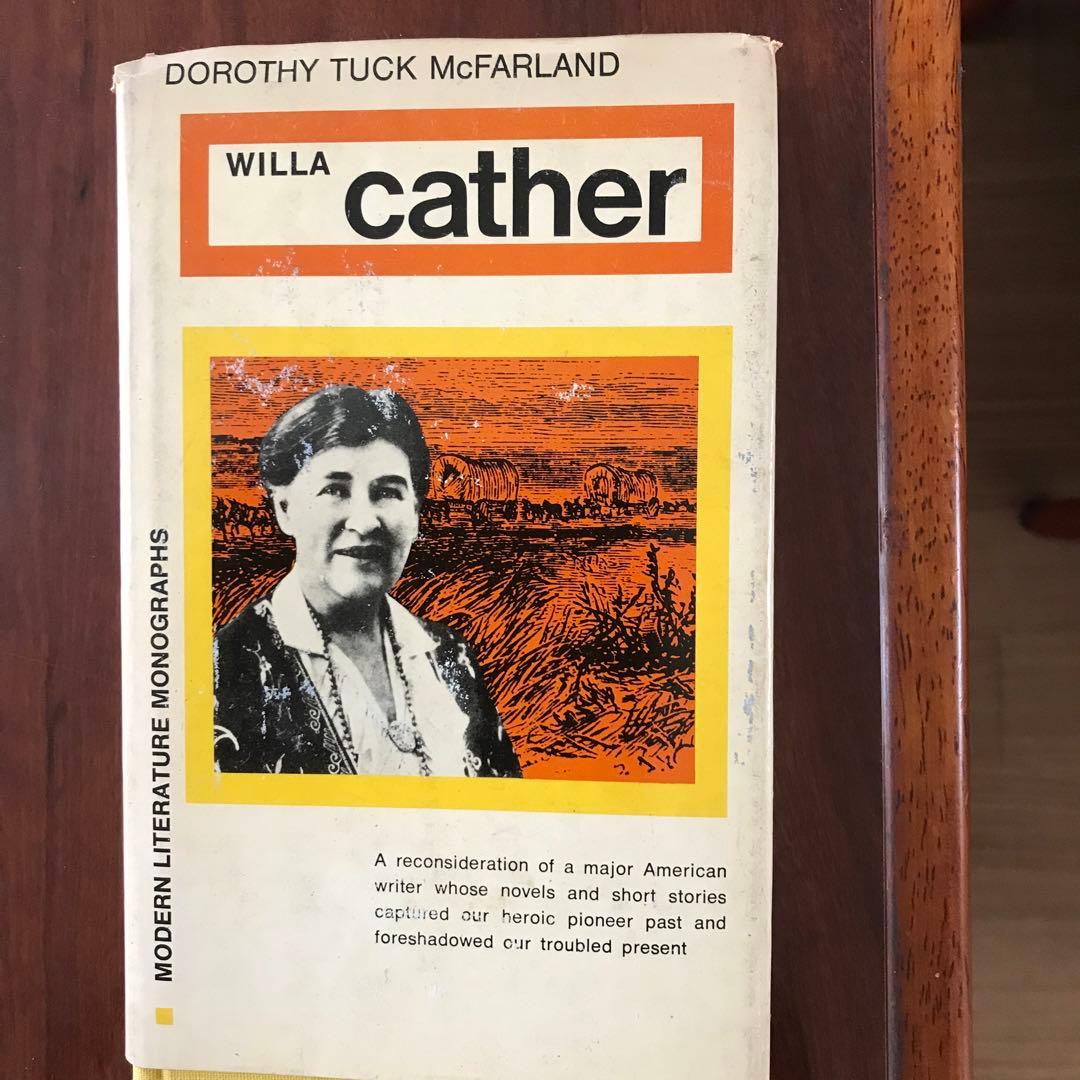 DOROTHY TUCK McFARLAND
WILLA
cather
MODERN LITERATURE MONOGRAPHS
A reconsideration of a major American
writer whose novels and short stories
captured our heroic pioneer past and
foreshadowed our troubled present